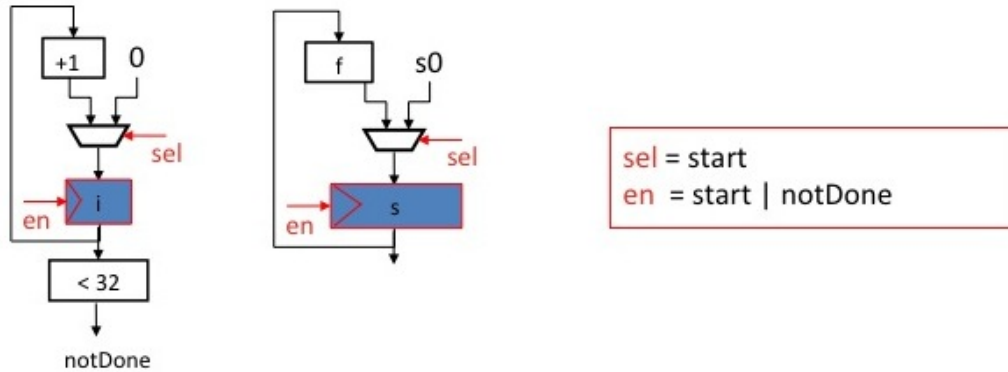 +1
0
sel
en
i
< 32
notDone
f
s0
sel
en
s
sel = start
en = start | notDone